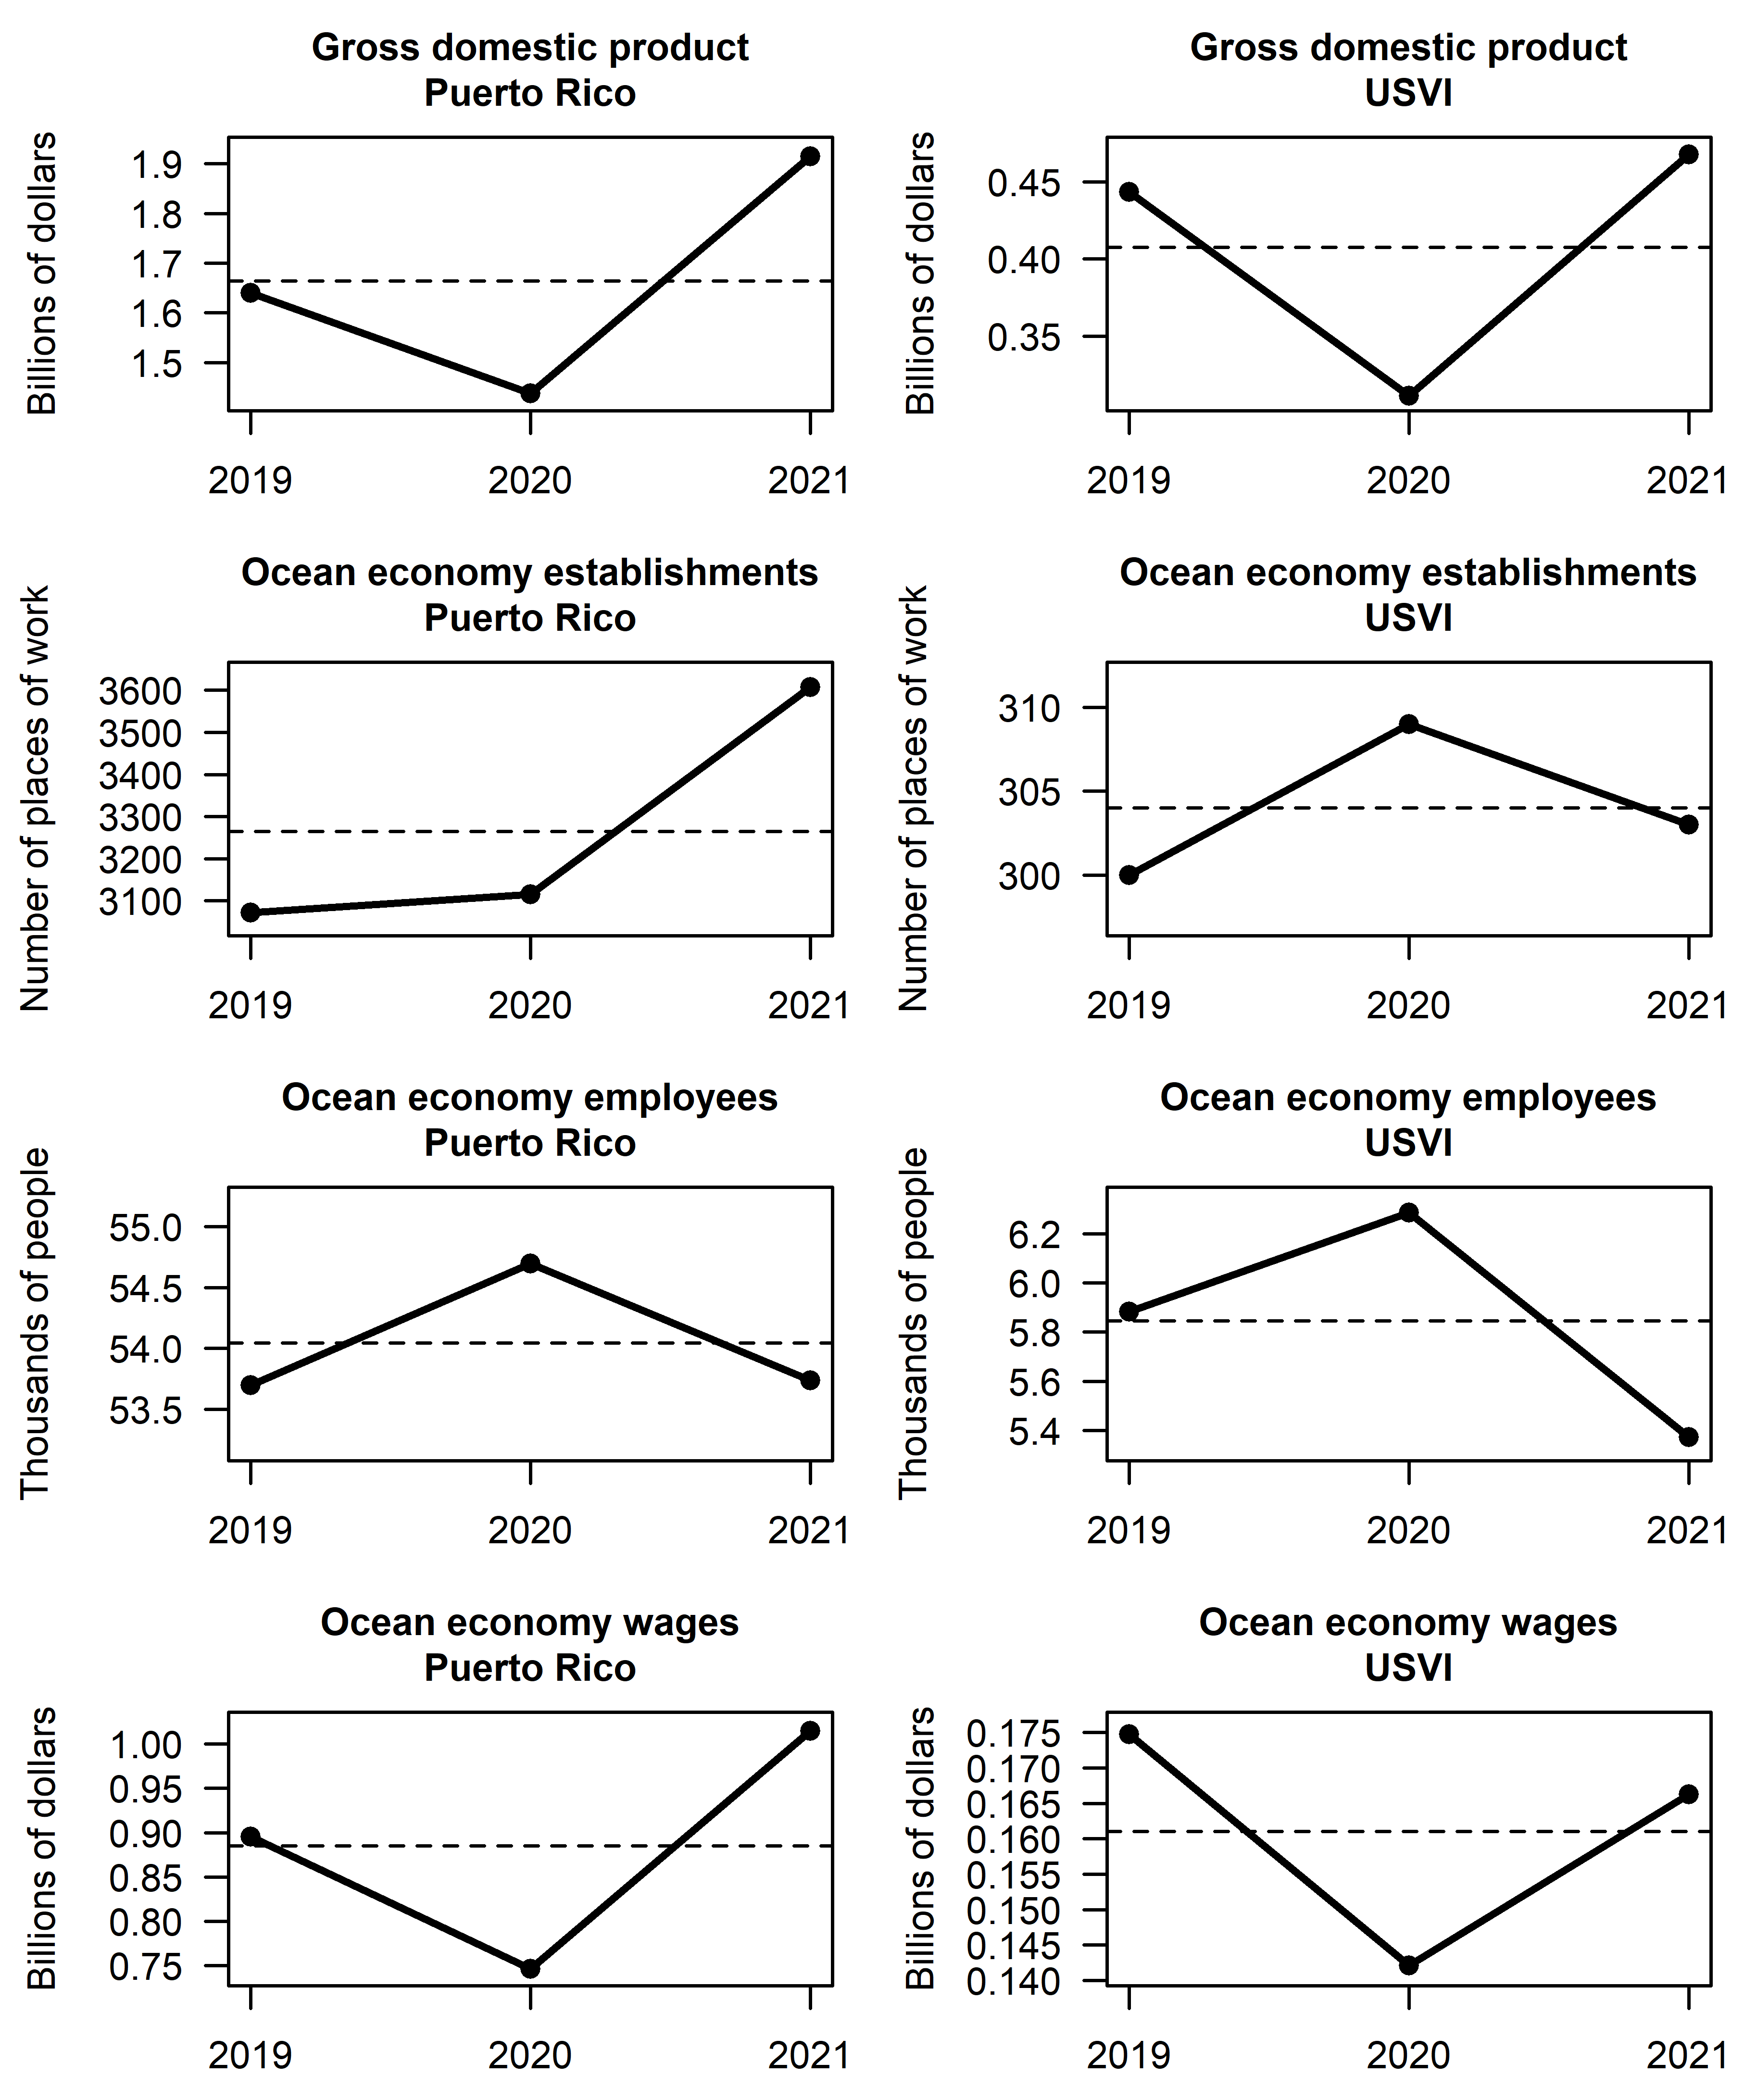 Gross domestic product
Puerto Rico
Billions of dollars
1.9
1.8
1.7
1.6
1.5
2019 2020 2021
Gross domestic product
USVI
Billions of dollars
0.45
0.40
0.35
2019 2020 2021
Ocean economy establishments
Puerto Rico
Number of places of work
3600
3500
3400
3300
3200
3100
2019 2020 2021
Ocean economy establishments
USVI
Number of places of work
310
305
300
2019 2020 2021
Ocean economy employees
Puerto Rico
Thousands of people
55.0
54.5
54.0
53.5
2019 2020 2021
Ocean economy employees
USVI
Thousands of people
6.2
6.0
5.8
5.6
5.4
2019 2020 2021
Ocean economy wages
Puerto Rico
Billions of dollars
1.00
0.95
0.90
0.85
0.80
0.75
2019 2020 2021
Ocean economy wages
USVI
Billions of dollars
0.175
0.170
0.165
0.160
0.155
0.150
0.145
0.140
2019 2020 2021